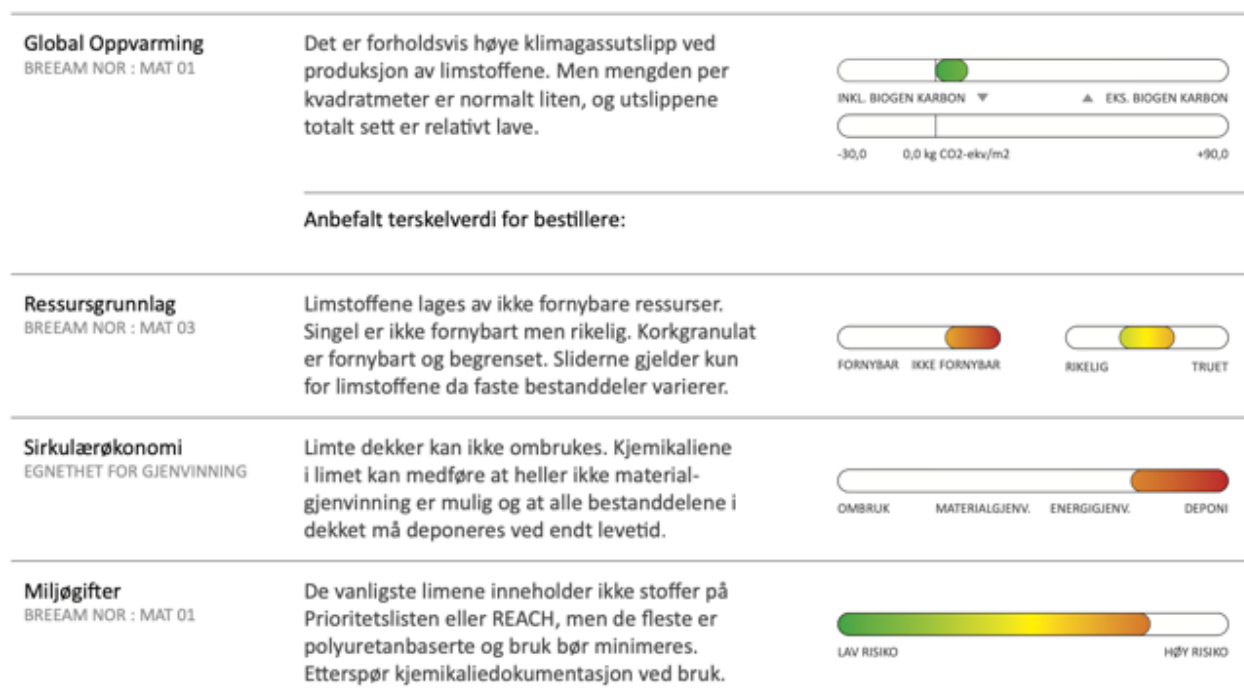 Global Oppvarming
BREEAM NOR : MAT 01
Det er forholdsvis høye klimagassutslipp ved
produksjon av limstoffene. Men mengden per
kvadratmeter er normalt liten, og utslippene
totalt sett er relativt lave.
INKL. BIOGEN KARBON ▼
▲ EKS. BIOGEN KARBON
-30,0
0,0 kg CO2-ekv/m2
+90,0
Anbefalt terskelverdi for bestillere:
Ressursgrunnlag
BREEAM NOR : MAT 03
Limstoffene lages av ikke fornybare ressurser.
Singel er ikke fornybart men rikelig. Korkgranulat
er fornybart og begrenset. Sliderne gjelder kun
for limstoffene da faste bestanddeler varierer.
FORNYBAR
IKKE FORNYBAR
RIKELIG
TRUET
Sirkulærøkonomi
EGNETHET FOR GJENVINNING
Limte dekker kan ikke ombrukes. Kjemikaliene
i limet kan medføre at heller ikke material-
gjenvinning er mulig og at alle bestanddelene i
dekket må deponeres ved endt levetid.
OMBRUK
MATERIALGJENV.
ENERGIGJENV.
DEPONI
Miljøgifter
BREEAM NOR : MAT 01
De vanligste limene inneholder ikke stoffer på
Prioritetslisten eller REACH, men de fleste er
polyuretanbaserte og bruk bør minimeres.
Etterspør kjemikaliedokumentasjon ved bruk.
LAV RISIKO
HØY RISIKO